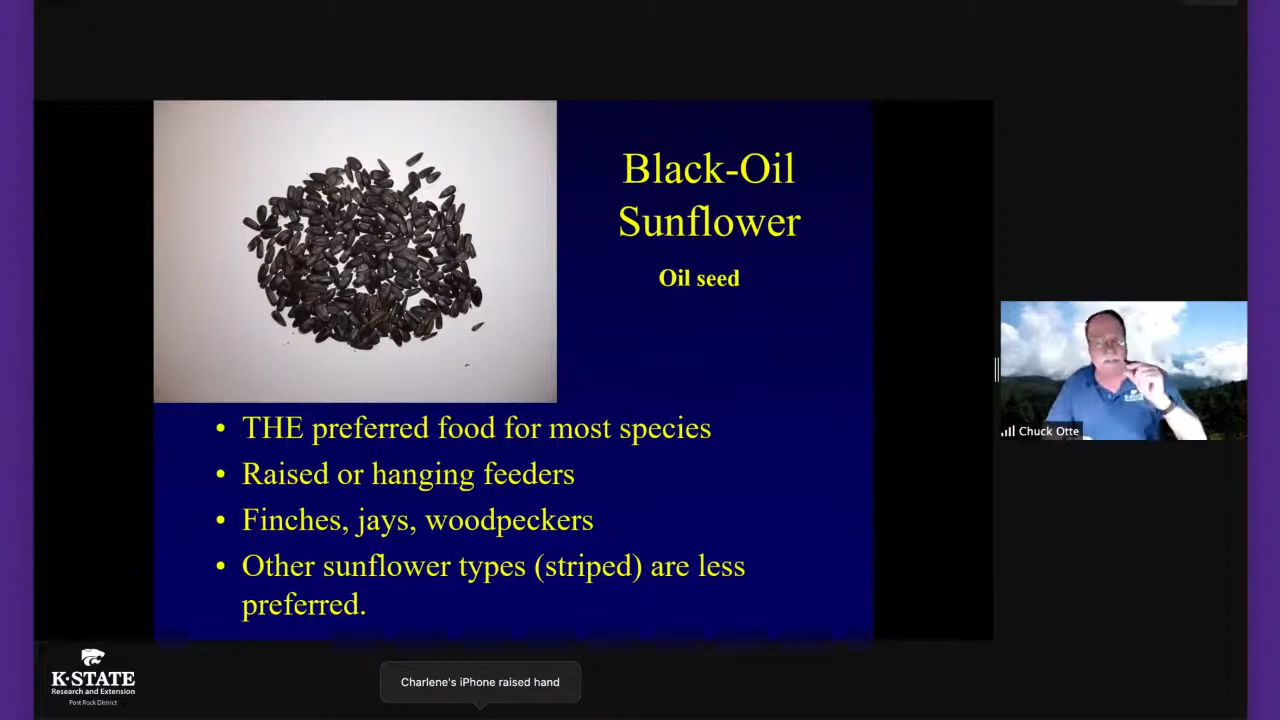 Black-Oil
Sunflower
Oil seed
• THE preferred food for most species
• Raised or hanging feeders
• Finches, jays, woodpeckers
• Other sunflower types (striped) are less
preferred.
Chuck Otte
K-STATE
K·STATE
Research and Extension
Post Rock District
Charlene's iPhone raised hand